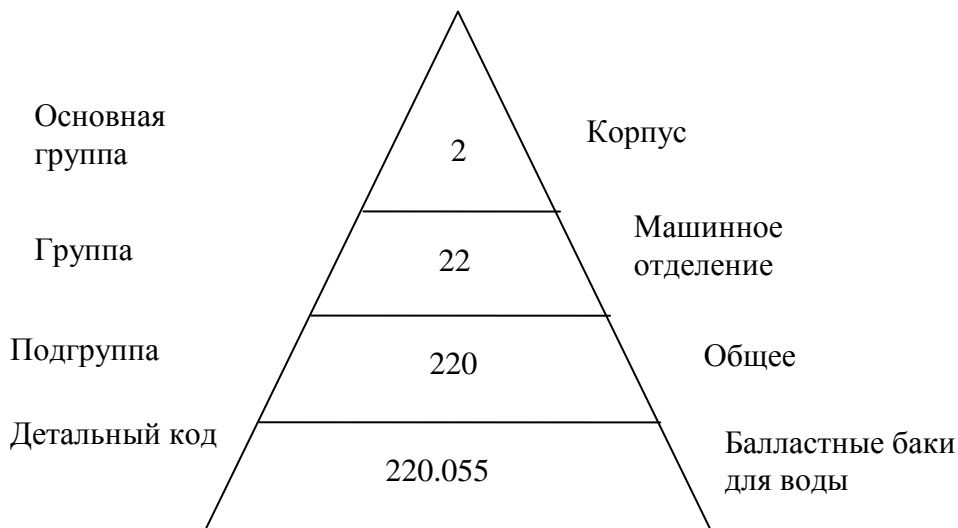 Основная
группа
2
Корпус
Группа
22
Машинное
отделение
Подгруппа
220
Общее
Детальный код
220.055
Балластные баки
для воды